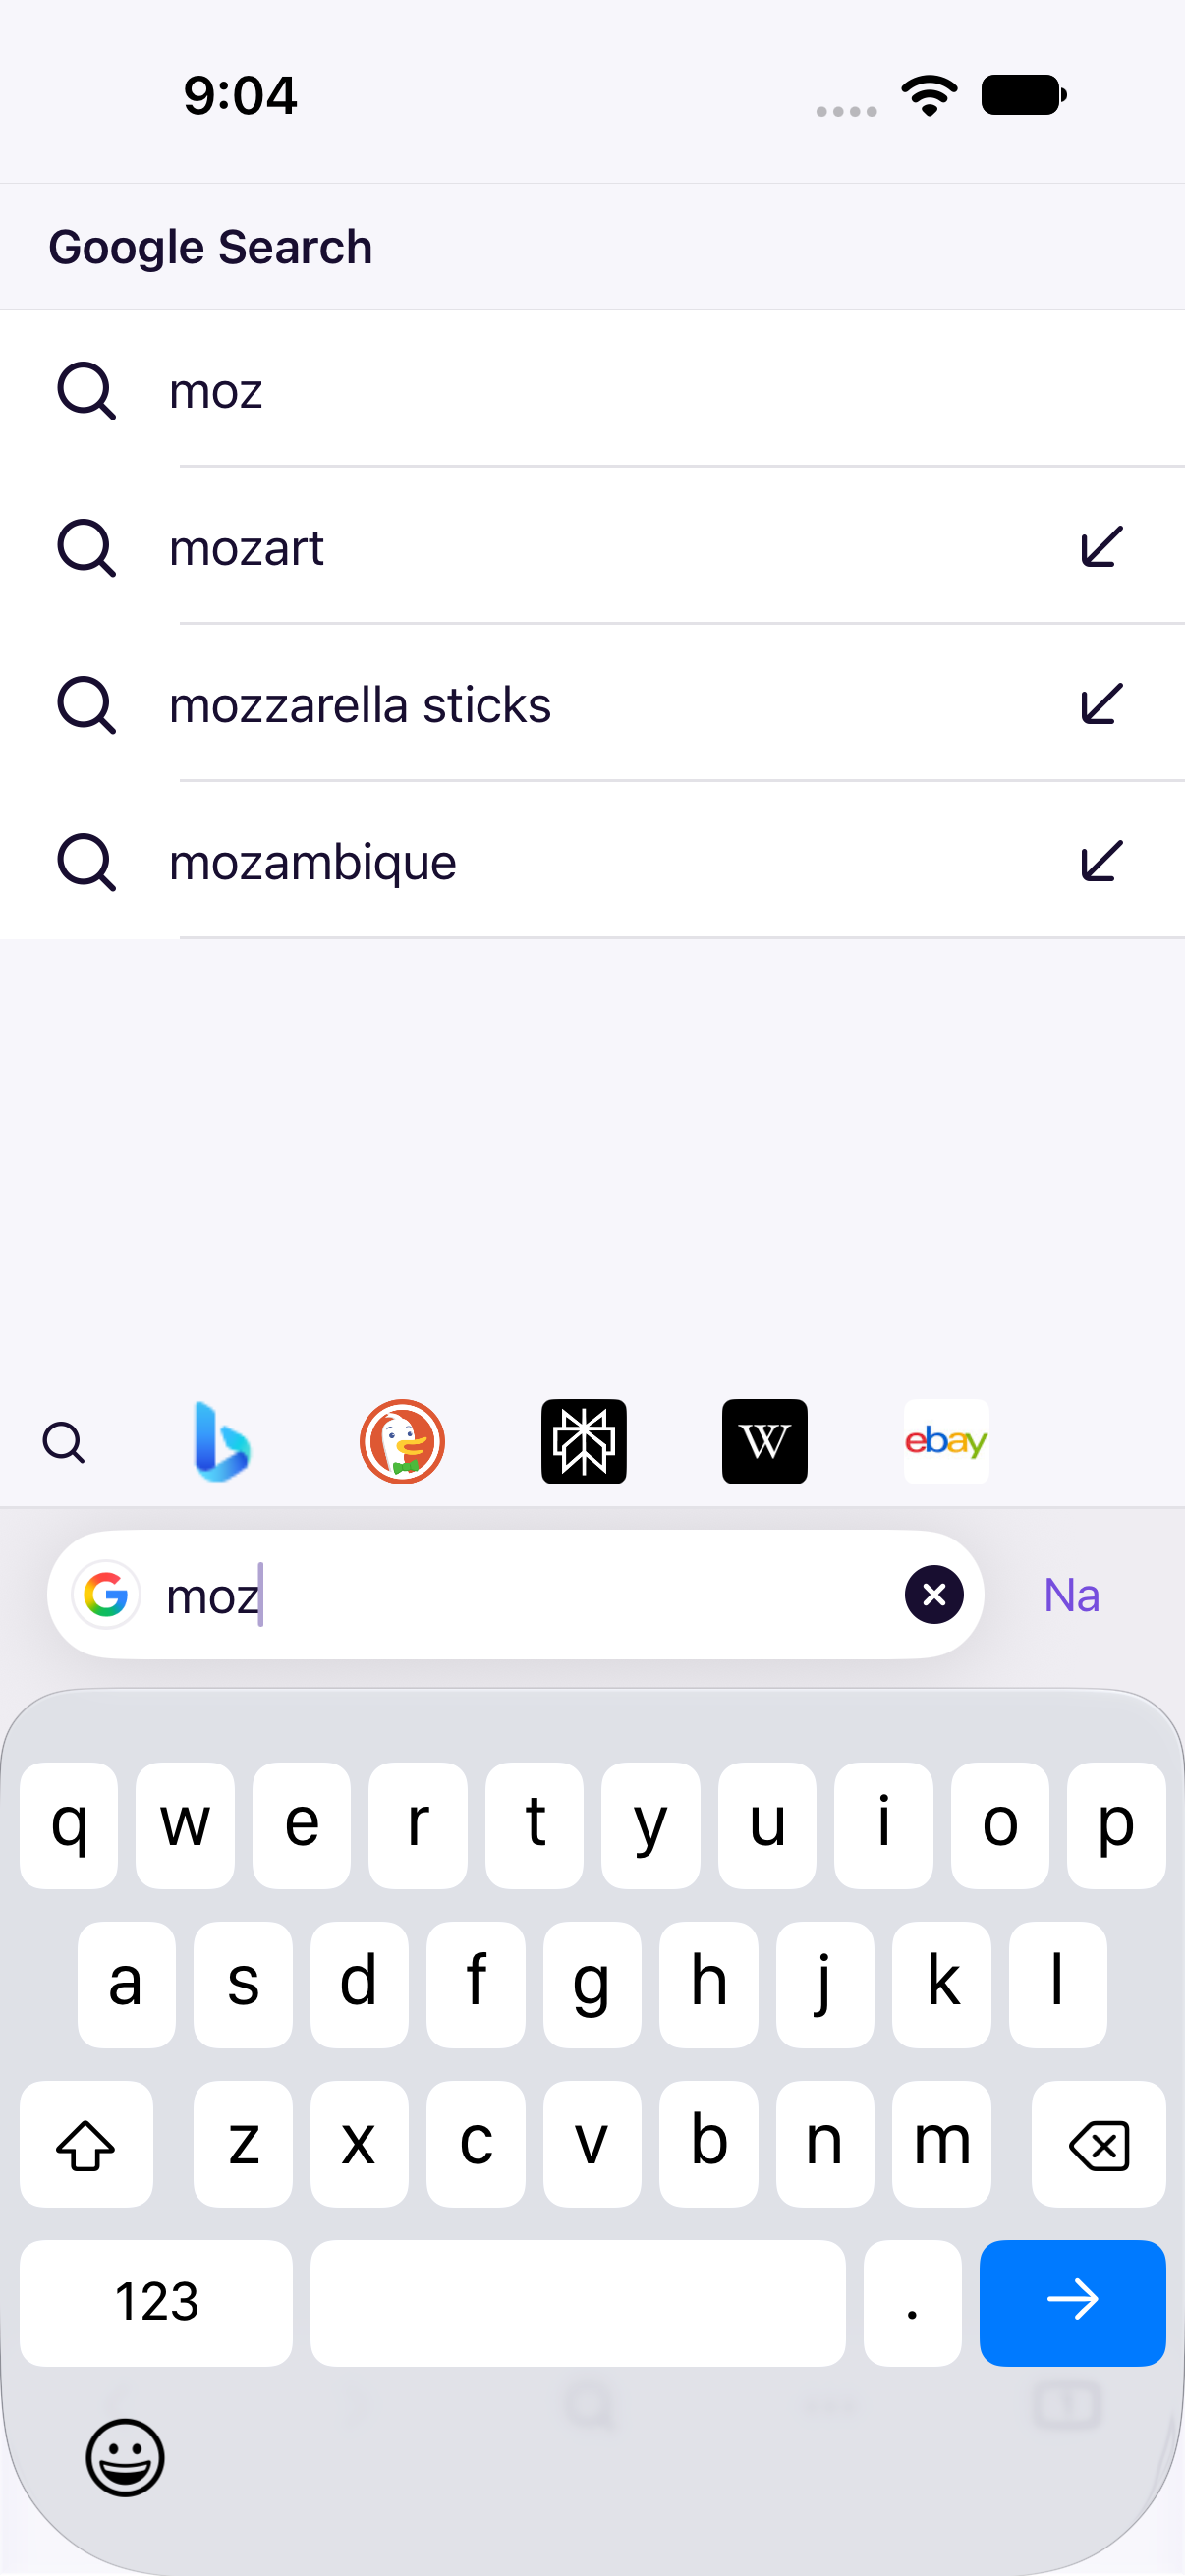 9:04
Google Search
moz
mozart
mozzarella sticks
mozambique
W
ebay
moz
Na
q w e r t y u i o p
a s d f g h j k l
z x c v b n m
123 .